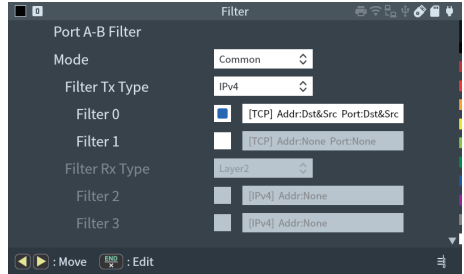 0 Filter
Port A-B Filter
Mode Common
Filter Tx Type IPv4
Filter 0 [TCP] Addr:Dst&Src Port:Dst&Src
Filter 1 [TCP] Addr:None Port:None
Filter Rx Type Layer2
Filter 2 [IPv4] Addr:None
Filter 3 [IPv4] Addr:None
: Move END X : Edit